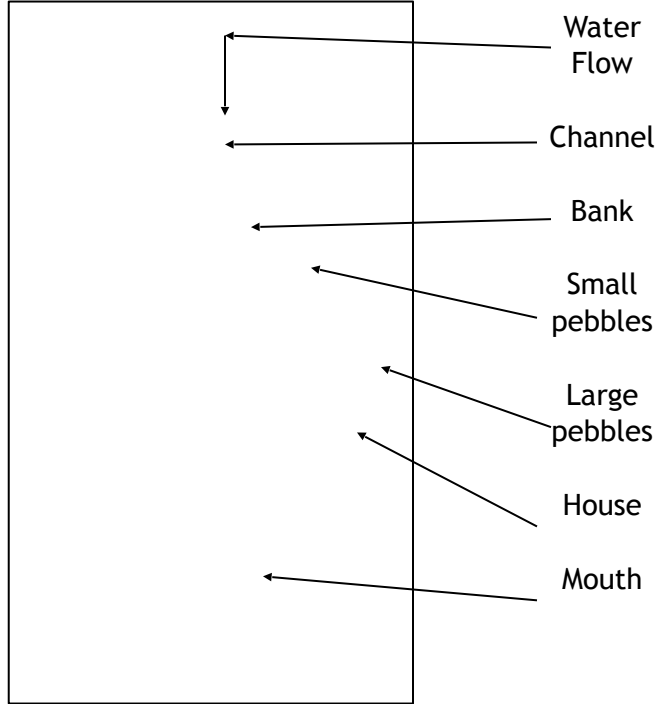 Water
Flow
Channel
Bank
Small
pebbles
Large
pebbles
House
Mouth